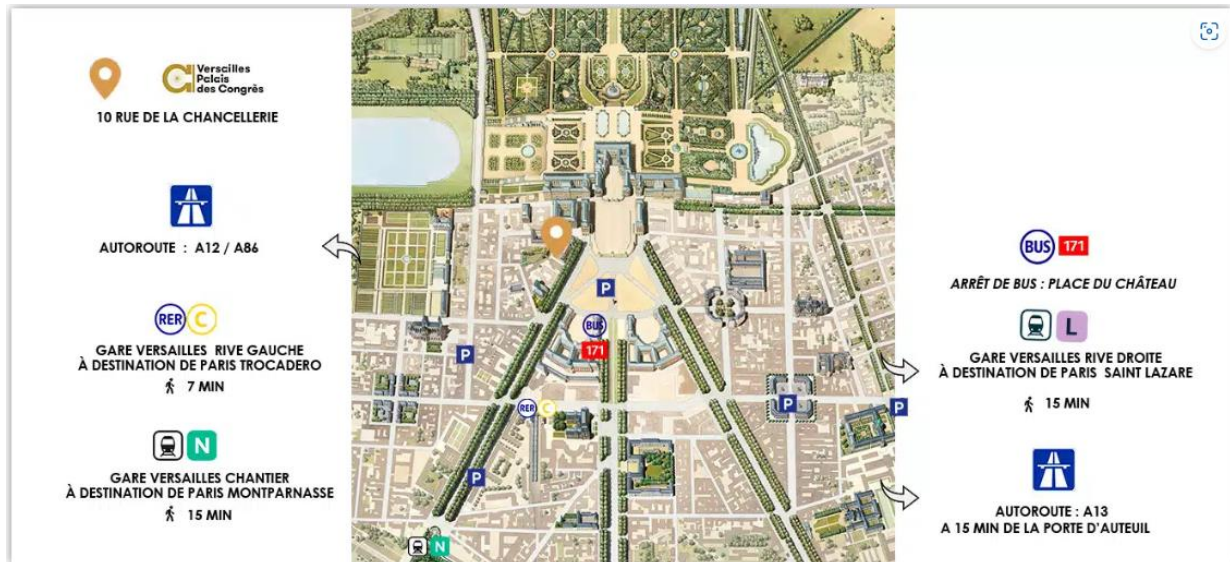 Versailles
Palais
des Congrès
10 RUE DE LA CHANCELLERIE
AUTOROUTE : A12 / A86
RER C
GARE VERSAILLES RIVE GAUCHE
À DESTINATION DE PARIS TROCADERO
7 MIN
N
GARE VERSAILLES CHANTIER
À DESTINATION DE PARIS MONTPARNASSE
15 MIN
P
BUS
171
P
P
P
RER C
P
N
BUS 171
ARRÊT DE BUS : PLACE DU CHÂTEAU
L
GARE VERSAILLES RIVE DROITE
À DESTINATION DE PARIS SAINT LAZARE
15 MIN
AUTOROUTE : A13
A 15 MIN DE LA PORTE D'AUTEUIL